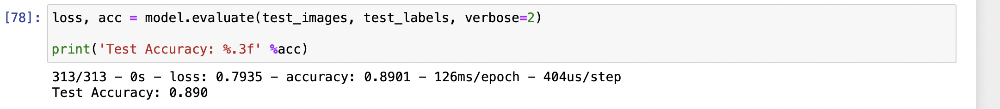 [78]: loss, acc = model.evaluate(test_images, test_labels, verbose=2)
print('Test Accuracy: %.3f' %acc)
313/313 - 0s - loss: 0.7935 - accuracy: 0.8901 - 126ms/epoch - 404us/step
Test Accuracy: 0.890